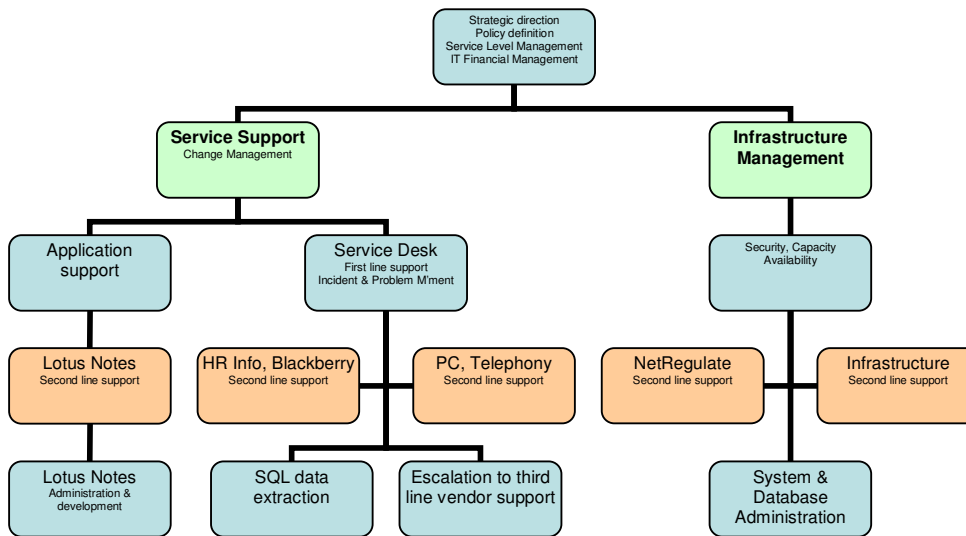 Strategic direction
Policy definition
Service Level Management
IT Financial Management
Service Support
Change Management
Infrastructure
Management
Application
support
Service Desk
First line support
Incident & Problem M'ment
Security, Capacity
Availability
Lotus Notes
Second line support
HR Info, Blackberry
Second line support
PC, Telephony
Second line support
NetRegulate
Second line support
Infrastructure
Second line support
Lotus Notes
Administration &
development
SQL data
extraction
Escalation to third
line vendor support
System &
Database
Administration